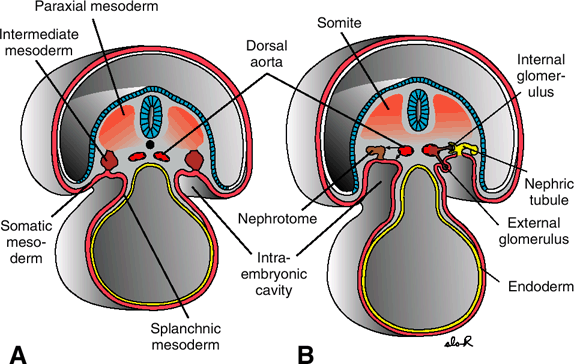 Paraxial mesoderm
Intermediate
mesoderm
Dorsal
aorta
Somite
Internal
glomer-
ulus
Somatic
meso-
derm
Nephrotome
Nephric
tubule
External
glomerulus
Intra-
embryonic
cavity
Endoderm
Splanchnic
mesoderm
A
B